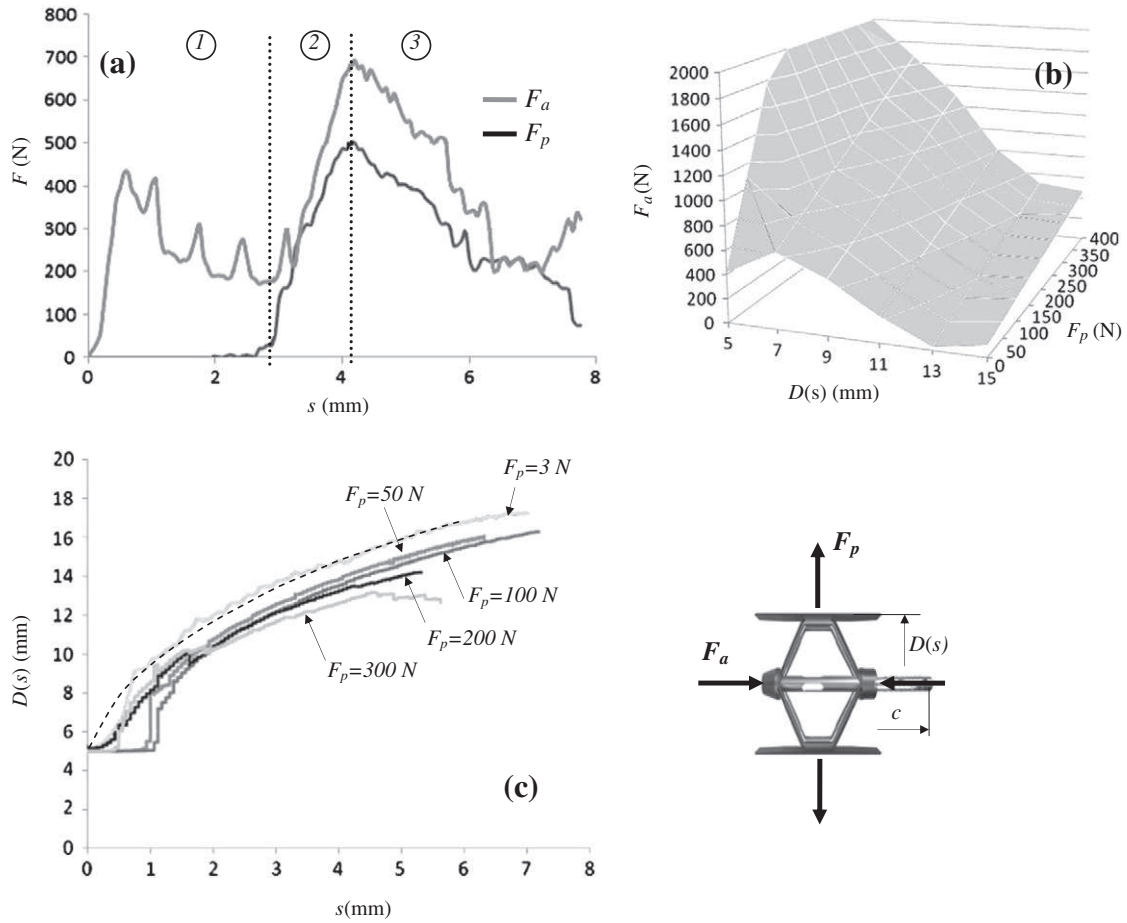 (a)
1
2
3
800
700
600
500
400
300
200
100
0
F (N)
F_a
F_p
0 2 4 6 8
s (mm)
(b)
2000
1800
1600
1400
1200
1000
800
600
400
200
0
F_a (N)
5 7 9 11 13 15
D(s) (mm)
400
350
300
250
200
150
100
50
0
F_p (N)
(c)
20
18
16
14
12
10
8
6
4
2
0
D(s) (mm)
F_p=3 N
F_p=50 N
F_p=100 N
F_p=200 N
F_p=300 N
0 1 2 3 4 5 6 7 8
s(mm)
F_p
D(s)
F_a
c